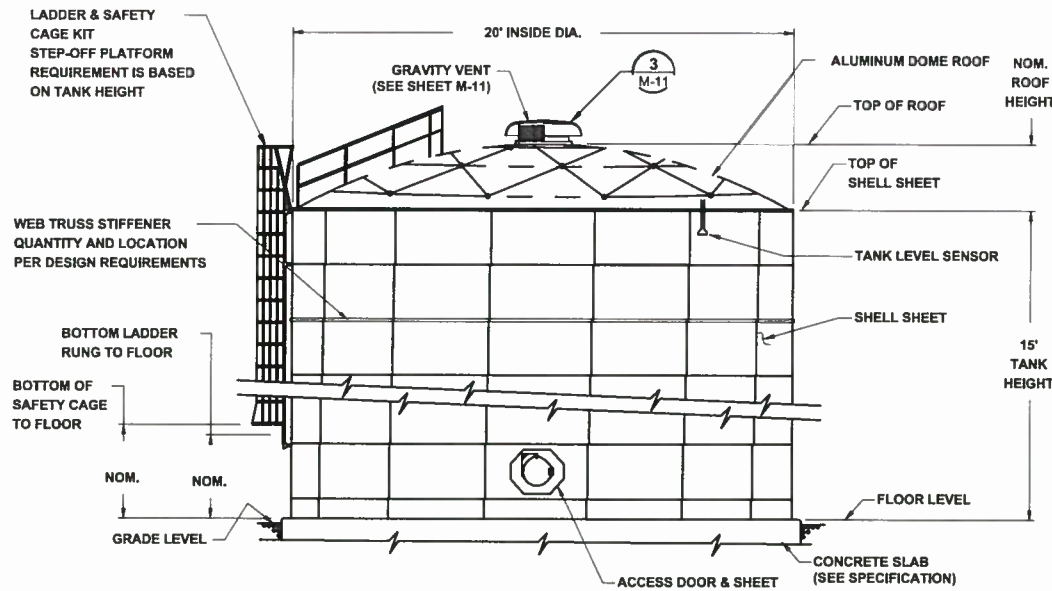 LADDER & SAFETY
CAGE KIT
STEP-OFF PLATFORM
REQUIREMENT IS BASED
ON TANK HEIGHT
20' INSIDE DIA.
GRAVITY VENT
(SEE SHEET M-11)
3
M-11
ALUMINUM DOME ROOF
NOM.
ROOF
HEIGHT
TOP OF ROOF
TOP OF
SHELL SHEET
WEB TRUSS STIFFENER
QUANTITY AND LOCATION
PER DESIGN REQUIREMENTS
TANK LEVEL SENSOR
SHELL SHEET
BOTTOM LADDER
RUNG TO FLOOR
15'
TANK
HEIGHT
BOTTOM OF
SAFETY CAGE
TO FLOOR
NOM.
NOM.
FLOOR LEVEL
GRADE LEVEL
CONCRETE SLAB
(SEE SPECIFICATION)
ACCESS DOOR & SHEET